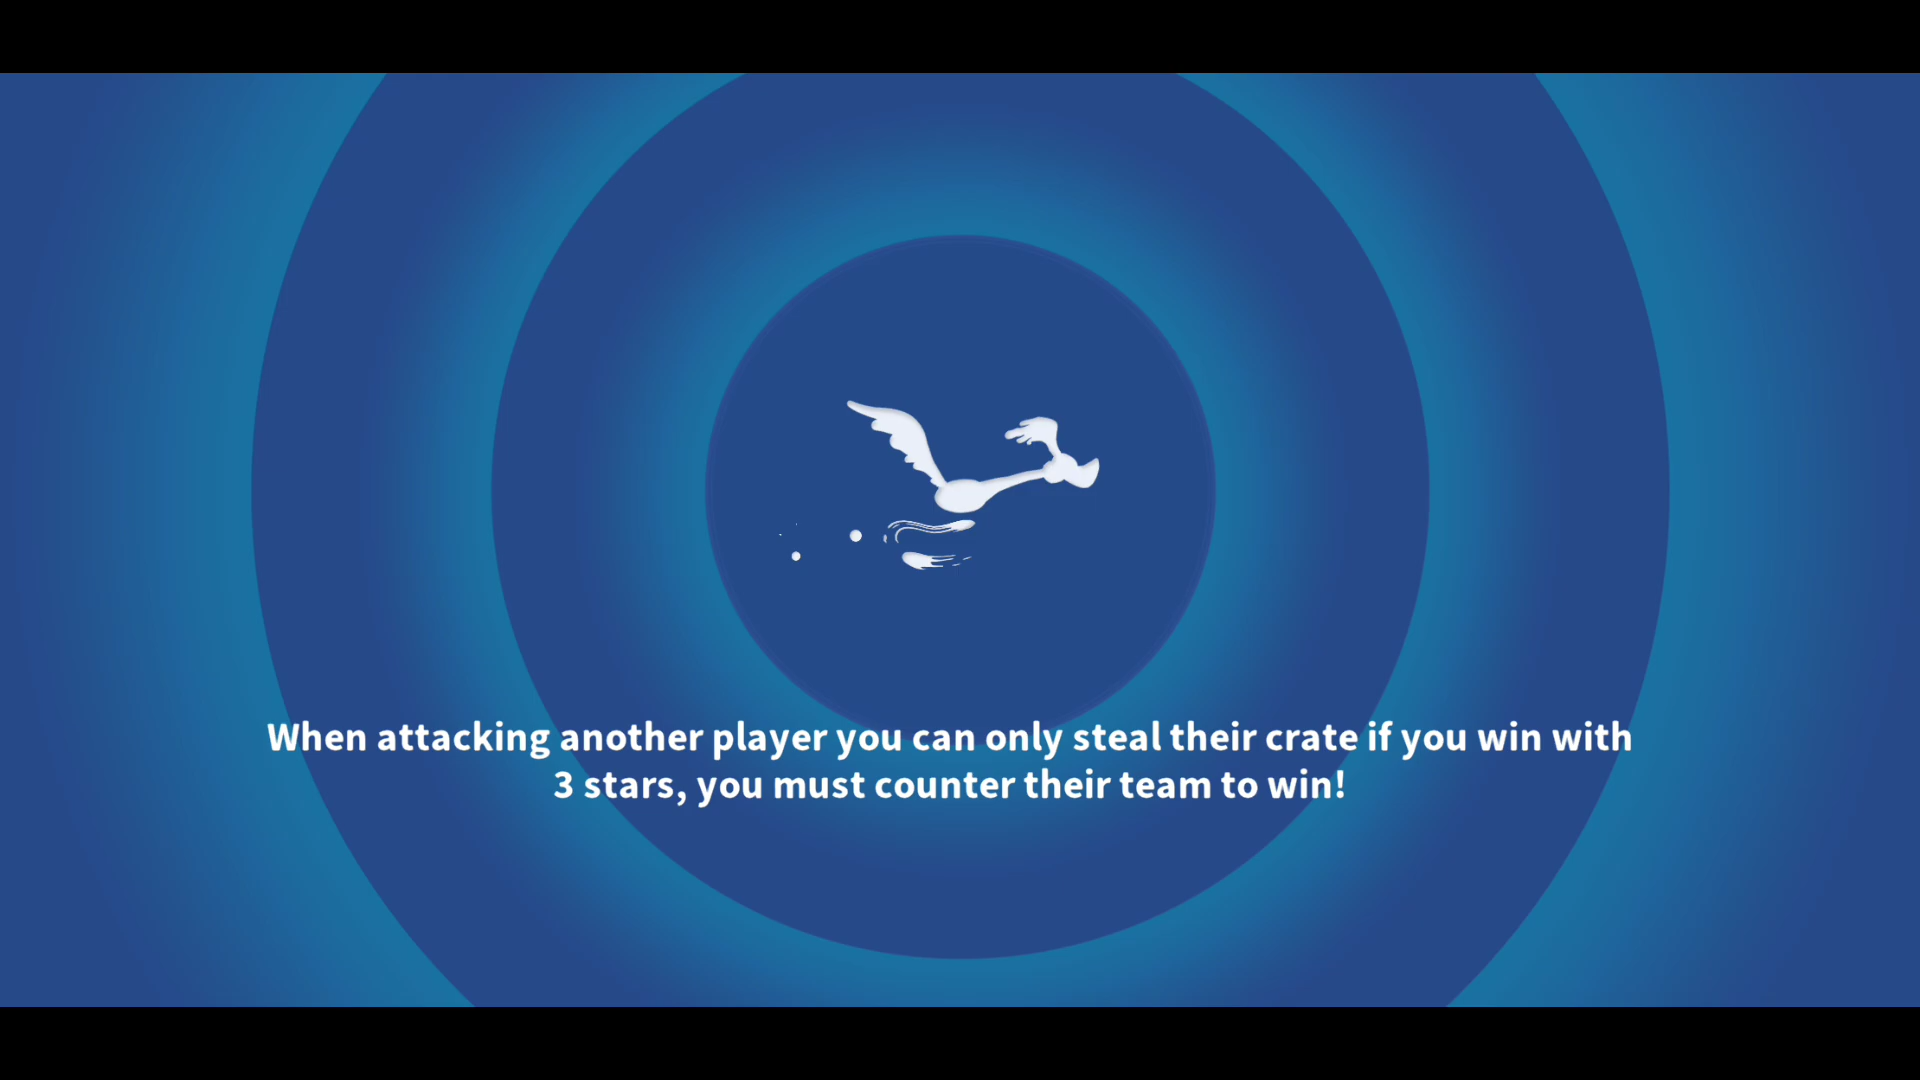 When attacking another player you can only steal their crate if you win with
3 stars, you must counter their team to win!